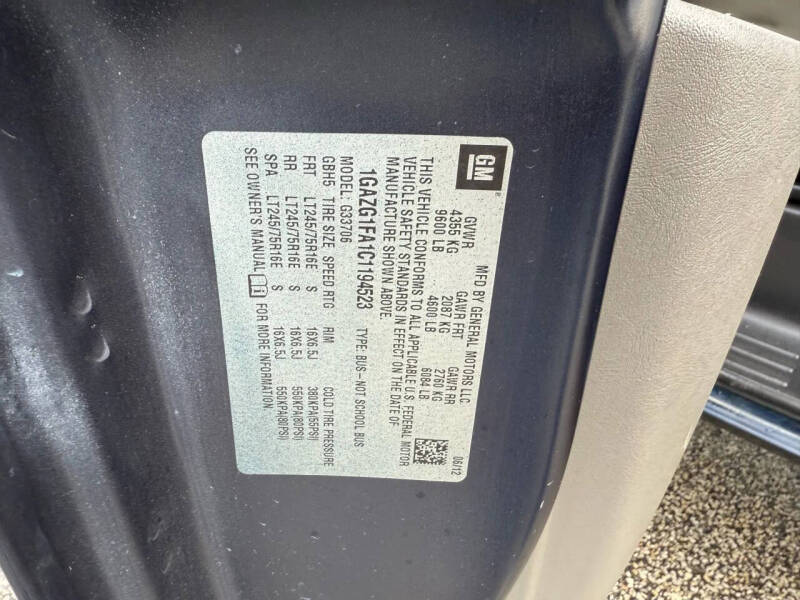 GM
MFD BY GENERAL MOTORS LLC
06/12
GVWR GAWR FRT GAWR RR
4355 KG 2087 KG 2760 KG
9600 LB 4600 LB 6084 LB
THIS VEHICLE CONFORMS TO ALL APPLICABLE U.S. FEDERAL MOTOR
VEHICLE SAFETY STANDARDS IN EFFECT ON THE DATE OF
MANUFACTURE SHOWN ABOVE.
1GAZG1FA1C1194523 TYPE: BUS–NOT SCHOOL BUS
MODEL: G33706
GBH5 TIRE SIZE SPEED RTG RIM COLD TIRE PRESSURE
FRT LT245/75R16E S 16X6.5J 380KPA(55PSI)
RR LT245/75R16E S 16X6.5J 550KPA(80PSI)
SPA LT245/75R16E S 16X6.5J 550KPA(80PSI)
SEE OWNER'S MANUAL i FOR MORE INFORMATION.